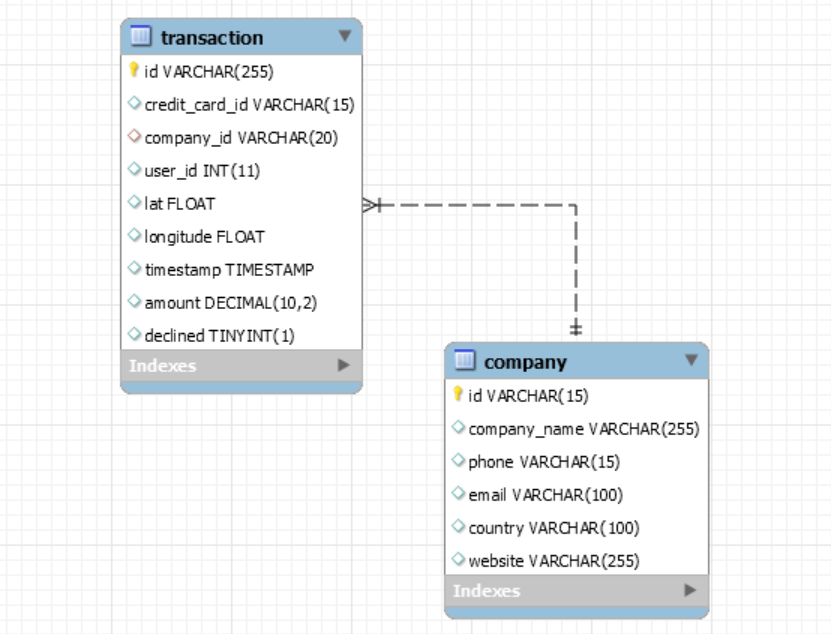 transaction
id VARCHAR(255)
credit_card_id VARCHAR(15)
company_id VARCHAR(20)
user_id INT(11)
lat FLOAT
longitude FLOAT
timestamp TIMESTAMP
amount DECIMAL(10,2)
declined TINYINT(1)
Indexes
company
id VARCHAR(15)
company_name VARCHAR(255)
phone VARCHAR(15)
email VARCHAR(100)
country VARCHAR(100)
website VARCHAR(255)
Indexes